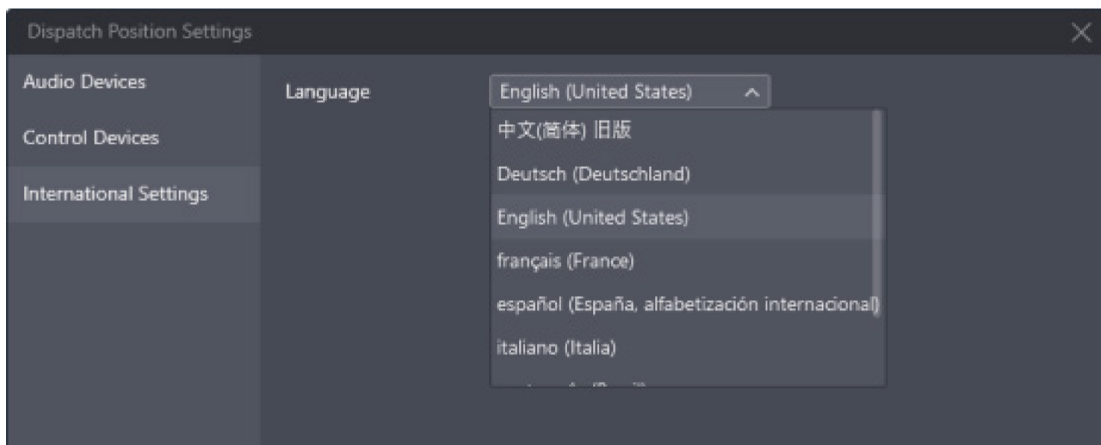 Dispatch Position Settings
Audio Devices
Control Devices
International Settings
Language
English (United States)
中文(简体) 旧版
Deutsch (Deutschland)
English (United States)
français (France)
español (España, alfabetización internacional)
italiano (Italia)